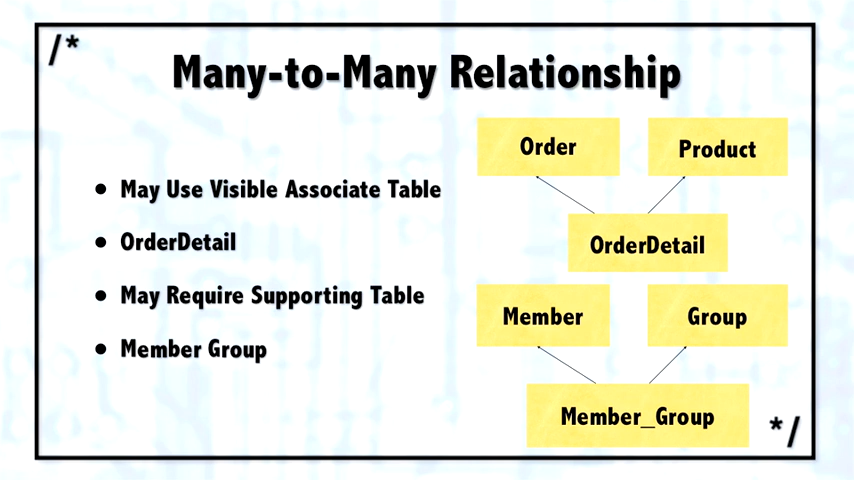 /*
Many-to-Many Relationship
May Use Visible Associate Table
OrderDetail
May Require Supporting Table
Member Group
Order
Product
OrderDetail
Member
Group
Member_Group
*/